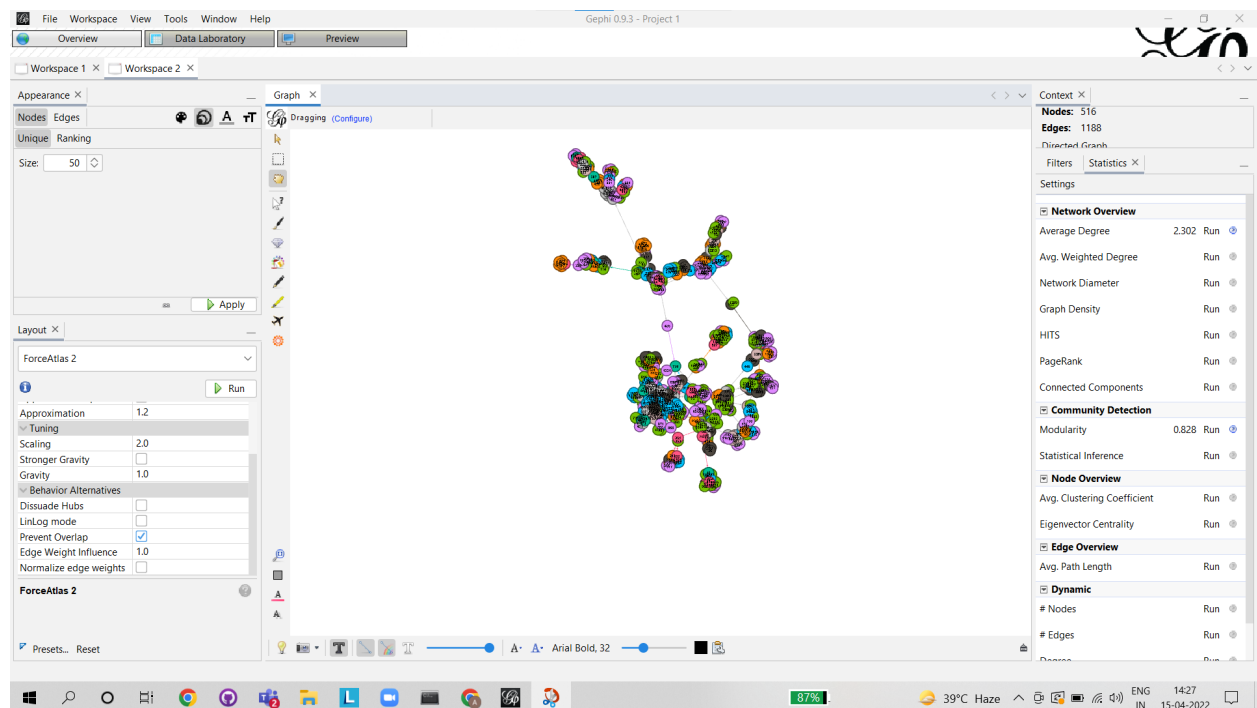 File Workspace View Tools Window Help
Gephi 0.9.3 - Project 1
Overview
Data Laboratory
Preview
Workspace 1
Workspace 2
Appearance
Nodes Edges
Unique Ranking
Size: 50
Apply
Layout
ForceAtlas 2
Run
Approximation 1.2
Tuning
Scaling 2.0
Stronger Gravity
Gravity 1.0
Behavior Alternatives
Dissuade Hubs
LinLog mode
Prevent Overlap
Edge Weight Influence 1.0
Normalize edge weights
ForceAtlas 2
Presets... Reset
Graph
Dragging (Configure)
Arial Bold, 32
Context
Nodes: 516
Edges: 1188
Directed Graph
Filters Statistics
Settings
Network Overview
Average Degree 2.302 Run
Avg. Weighted Degree Run
Network Diameter Run
Graph Density Run
HITS Run
PageRank Run
Connected Components Run
Community Detection
Modularity 0.828 Run
Statistical Inference Run
Node Overview
Avg. Clustering Coefficient Run
Eigenvector Centrality Run
Edge Overview
Avg. Path Length Run
Dynamic
# Nodes Run
# Edges Run
Degree Run
87%
39°C Haze
ENG
IN
14:27
15-04-2022